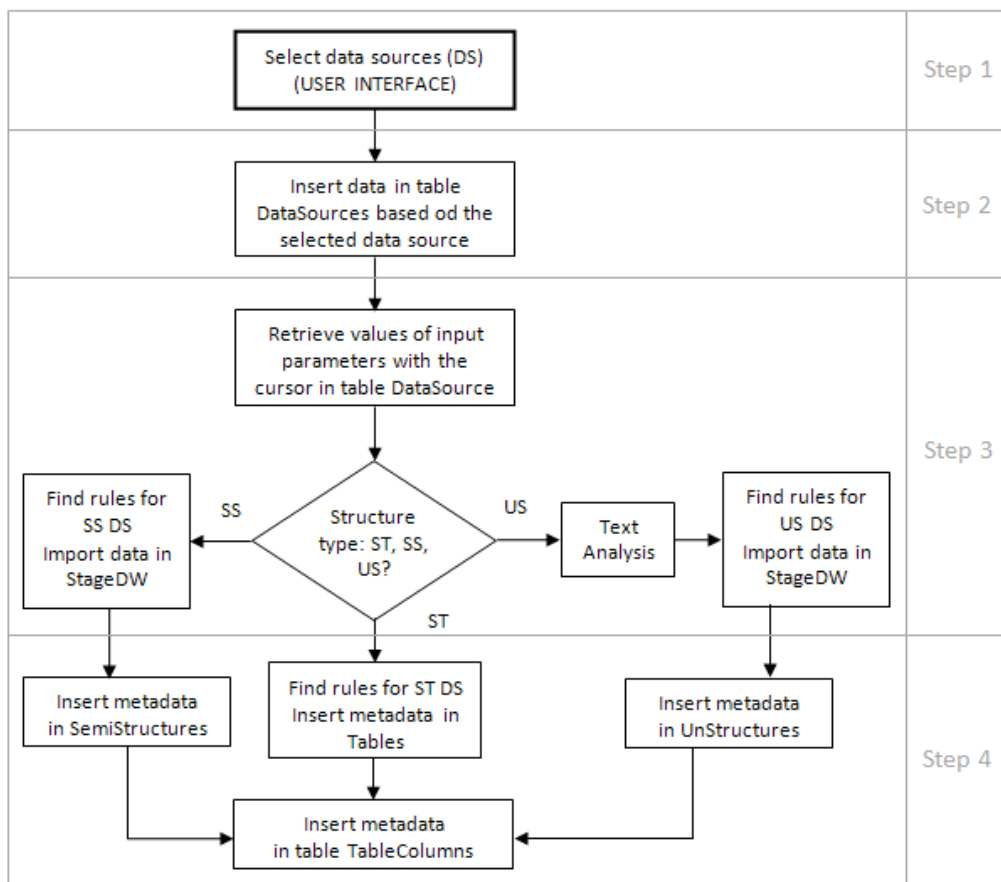 Select data sources (DS)
(USER INTERFACE)
Step 1
Insert data in table
DataSources based od the
selected data source
Step 2
Retrieve values of input
parameters with the
cursor in table DataSource
Step 3
Find rules for
SS DS
Import data in
StageDW
SS
Structure
type: ST, SS,
US?
US
Text
Analysis
Find rules for
US DS
Import data in
StageDW
ST
Insert metadata
in SemiStructures
Find rules for ST DS
Insert metadata in
Tables
Insert metadata
in UnStructures
Step 4
Insert metadata
in table TableColumns